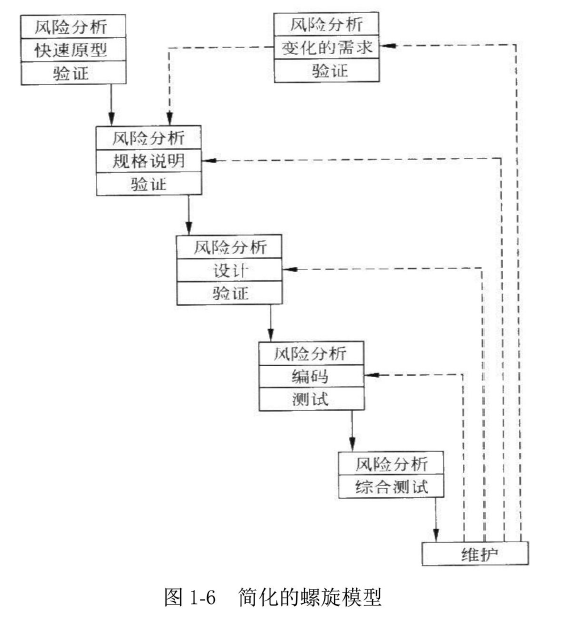 风险分析
快速原型
验证
风险分析
变化的需求
验证
风险分析
规格说明
验证
风险分析
设计
验证
风险分析
编码
测试
风险分析
综合测试
维护
图 1-6 简化的螺旋模型